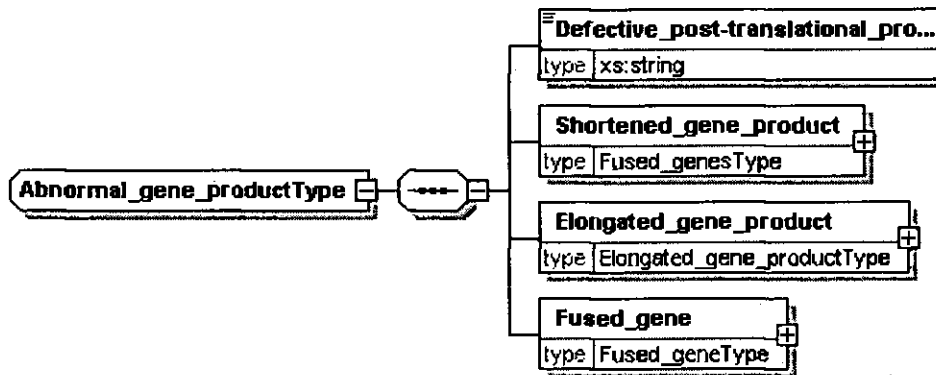 Defective_post-translational_pro...
type xs:string
Shortened_gene_product
type Fused_genesType
Abnormal_gene_productType
Elongated_gene_product
type Elongated_gene_productType
Fused_gene
type Fused_geneType